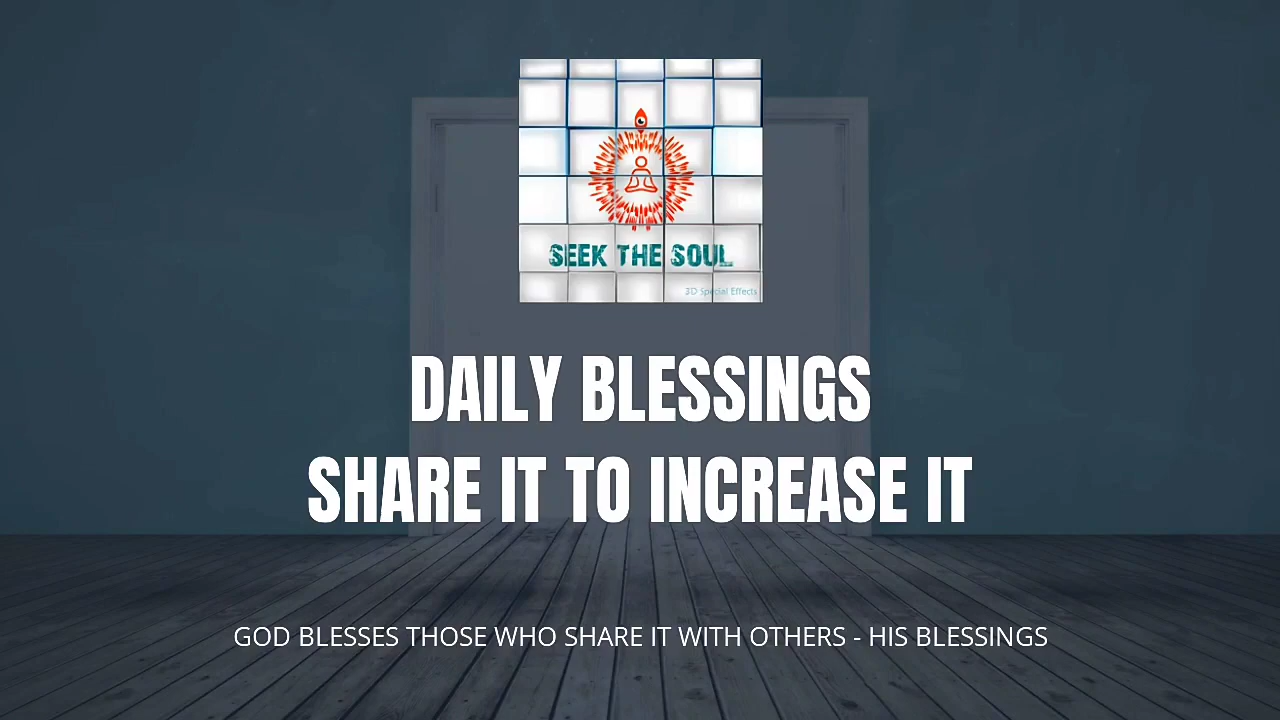 SEEK THE SOUL
3D Special Effects
DAILY BLESSINGS
SHARE IT TO INCREASE IT
GOD BLESSES THOSE WHO SHARE IT WITH OTHERS - HIS BLESSINGS